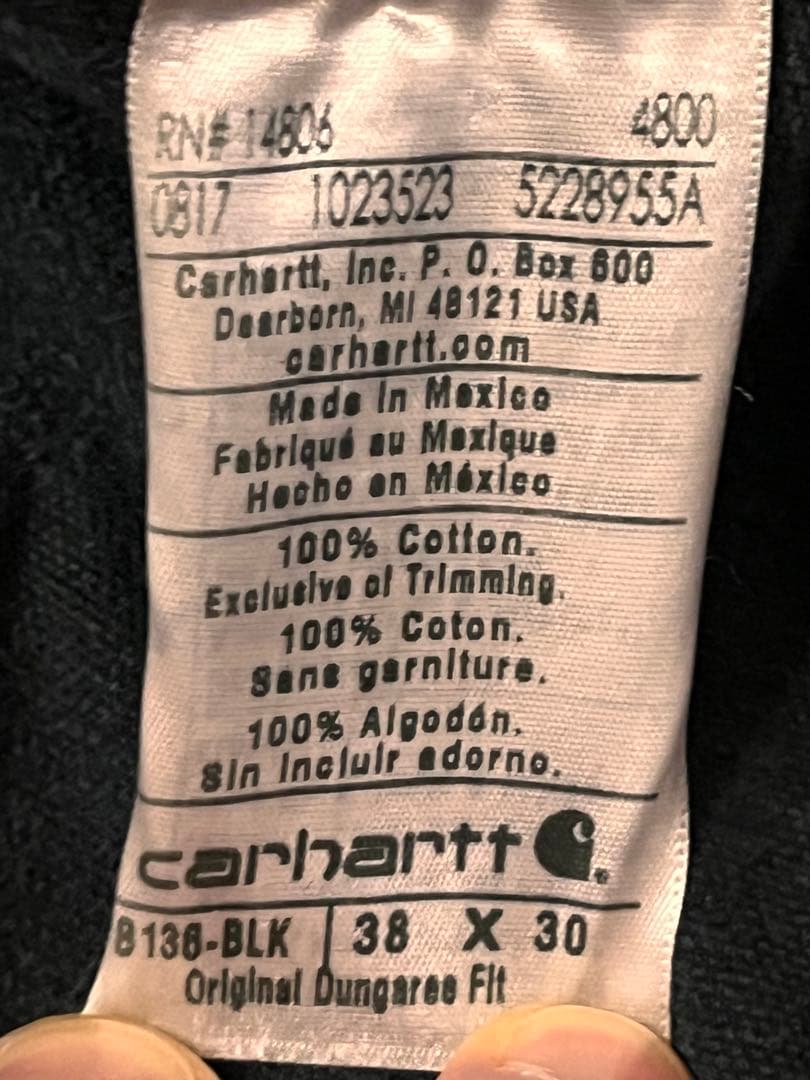 RN# 14806 4800
0817 1023523 5228955A
Carhartt, Inc. P. O. Box 600
Dearborn, MI 48121 USA
carhartt.com
Made in Mexico
Fabriqué au Mexique
Hecho en México
100% Cotton.
Exclusive of Trimming.
100% Coton.
Sans garniture.
100% Algodón.
Sin incluir adorno.
carhartt
B136-BLK | 38 X 30
Original Dungaree Fit